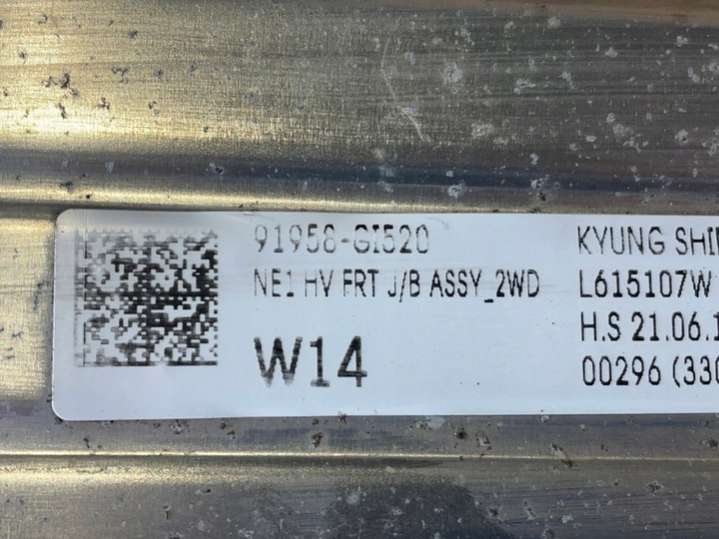 91958-GI520
NE1 HV FRT J/B ASSY_2WD
W14
KYUNG SHI
L615107W
H.S 21.06.1
00296 (330